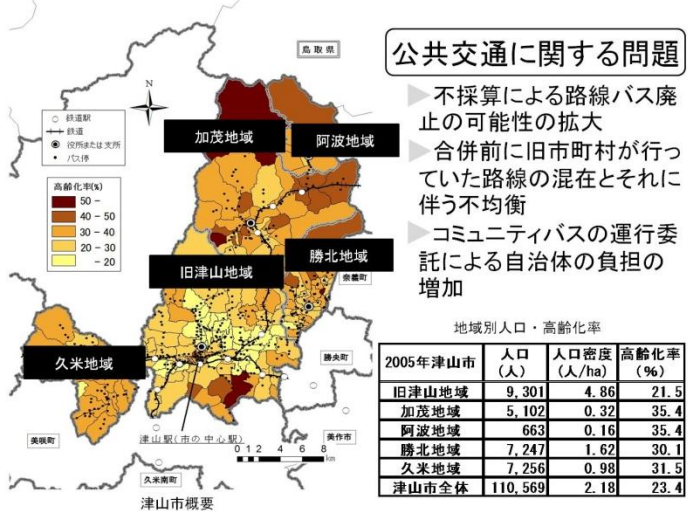 鳥取県
N
鉄道駅
鉄道
役所または支所
バス停
高齢化率(%)
50 -
40 - 50
30 - 40
20 - 30
- 20
加茂地域
阿波地域
勝北地域
奈義町
旧津山地域
久米地域
勝央町
美咲町
津山駅(市の中心駅)
美作市
0 1 2 4 6 8
km
久米南町
津山市概要
公共交通に関する問題
▶不採算による路線バス廃
止の可能性の拡大
▶合併前に旧市町村が行っ
ていた路線の混在とそれに
伴う不均衡
▶コミュニティバスの運行委
託による自治体の負担の
増加
地域別人口・高齢化率
2005年津山市 人口(人) 人口密度(人/ha) 高齢化率(%)
旧津山地域 9,301 4.86 21.5
加茂地域 5,102 0.32 35.4
阿波地域 663 0.16 35.4
勝北地域 7,247 1.62 30.1
久米地域 7,256 0.98 31.5
津山市全体 110,569 2.18 23.4